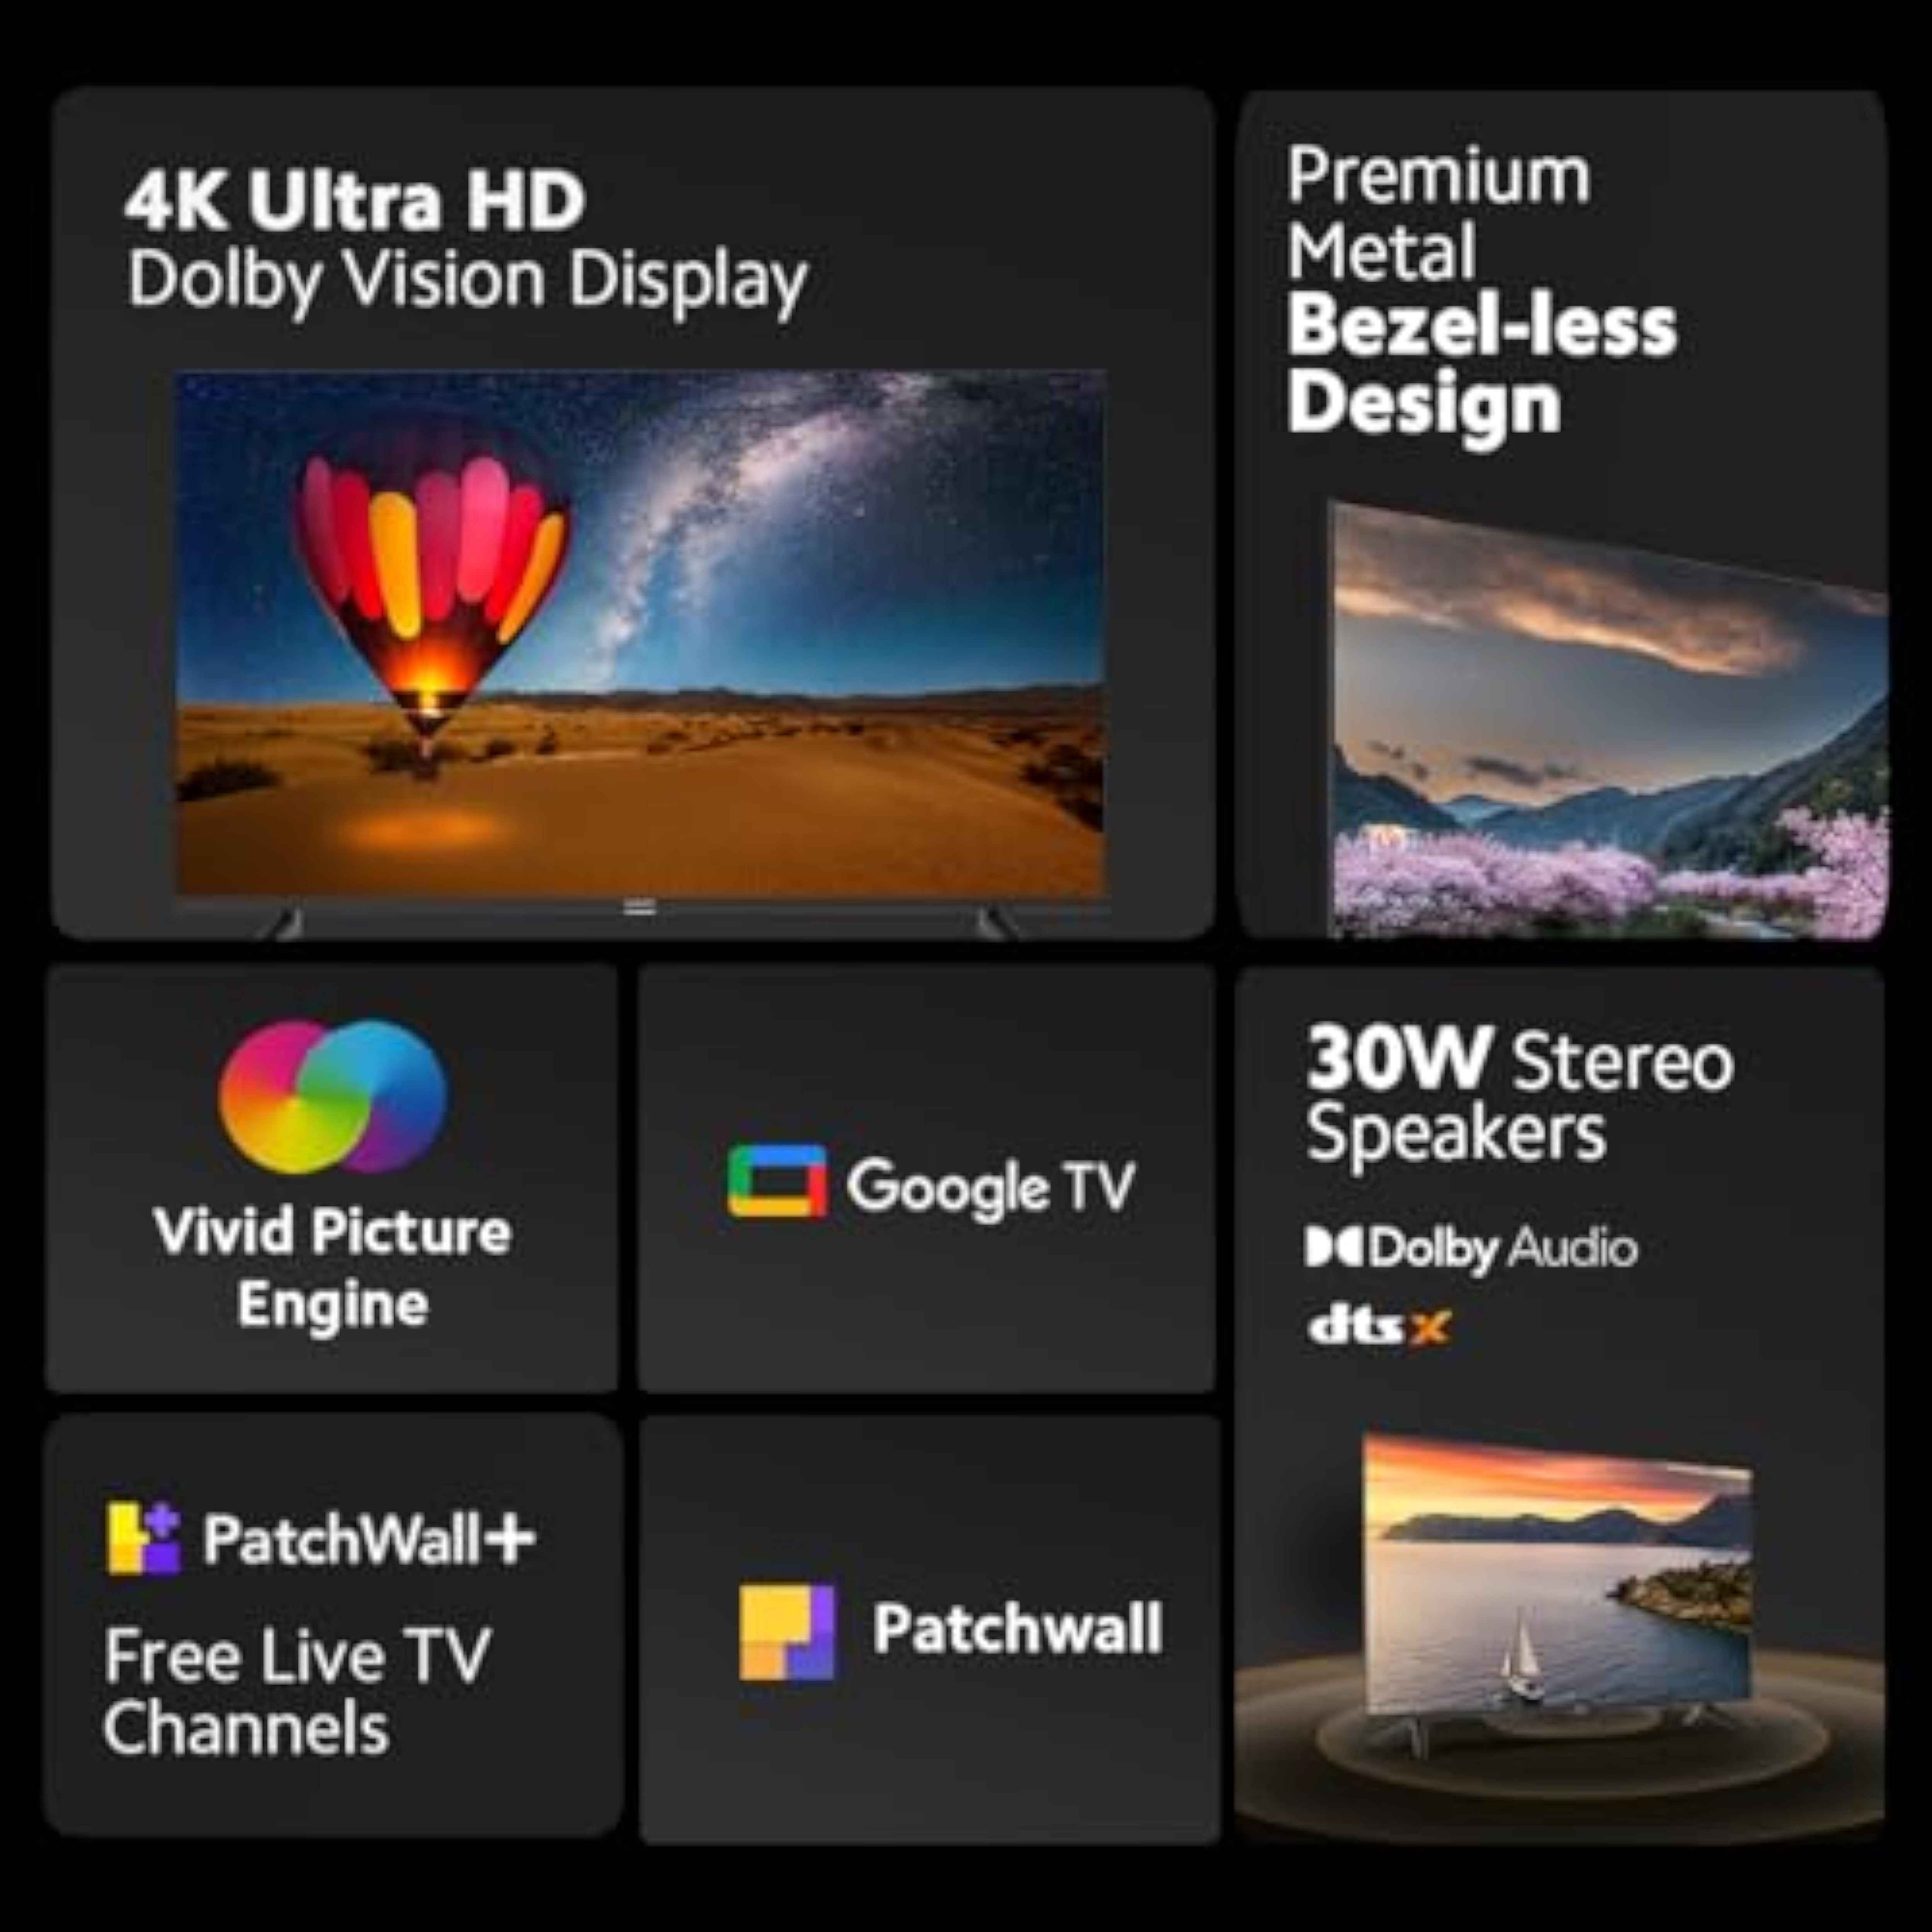 4K Ultra HD
Dolby Vision Display
Premium
Metal
Bezel-less
Design
Vivid Picture
Engine
Google TV
30W Stereo
Speakers
Dolby Audio
dts x
PatchWall+
Free Live TV
Channels
Patchwall